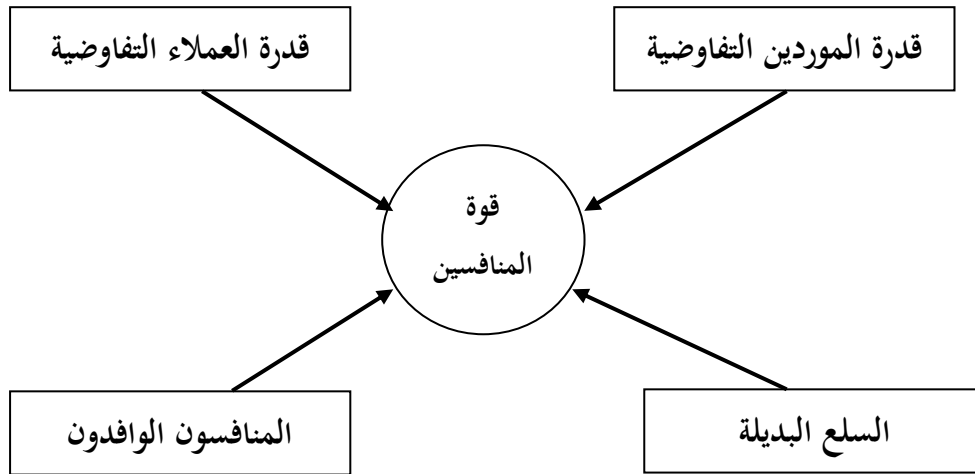 قدرة الموردين التفاوضية
قدرة العملاء التفاوضية
قوة
المنافسين
السلع البديلة
المنافسون الوافدون